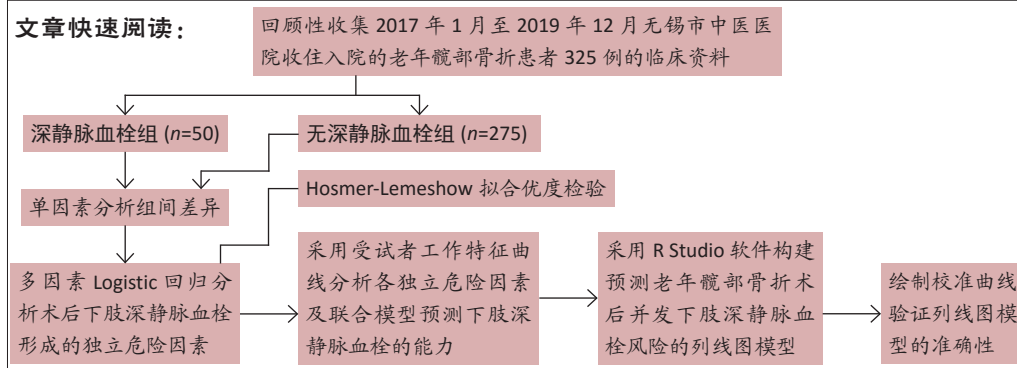 文章快速阅读：
回顾性收集 2017 年 1 月至 2019 年 12 月无锡市中医医
院收住入院的老年髋部骨折患者 325 例的临床资料
深静脉血栓组 (n=50)
无深静脉血栓组 (n=275)
单因素分析组间差异
Hosmer-Lemeshow 拟合优度检验
多因素 Logistic 回归分
析术后下肢深静脉血栓
形成的独立危险因素
采用受试者工作特征曲
线分析各独立危险因素
及联合模型预测下肢深
静脉血栓的能力
采用 R Studio 软件构建
预测老年髋部骨折术
后并发下肢深静脉血
栓风险的列线图模型
绘制校准曲线
验证列线图模
型的准确性